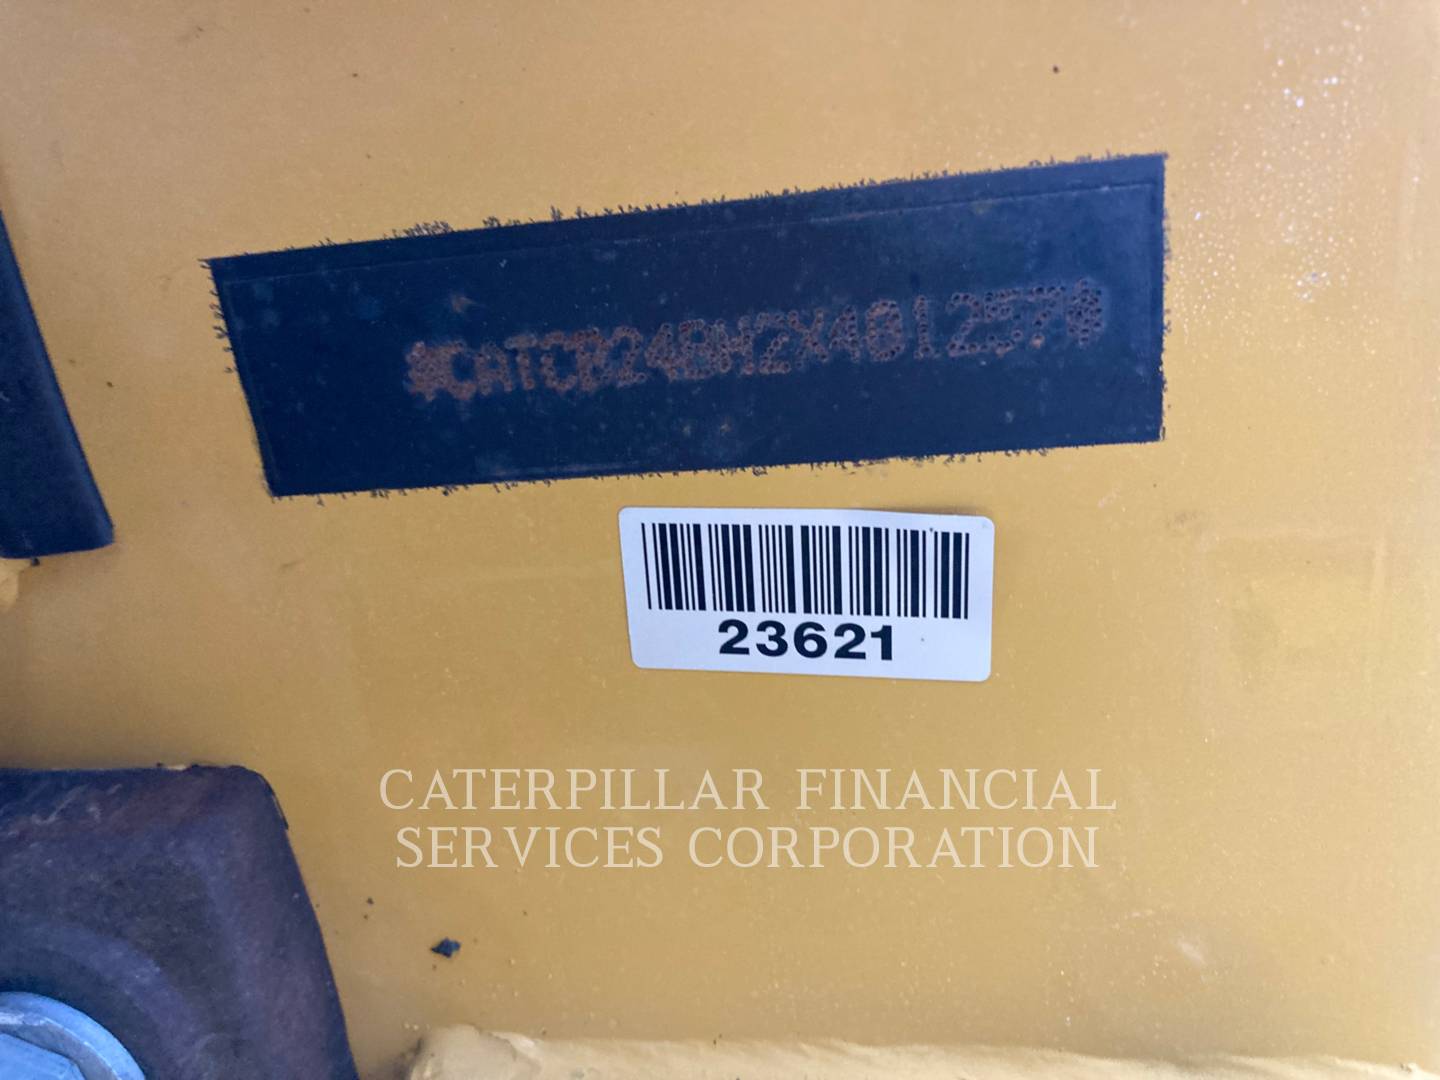 *CATCB24BH2X401257*
23621
CATERPILLAR FINANCIAL
SERVICES CORPORATION